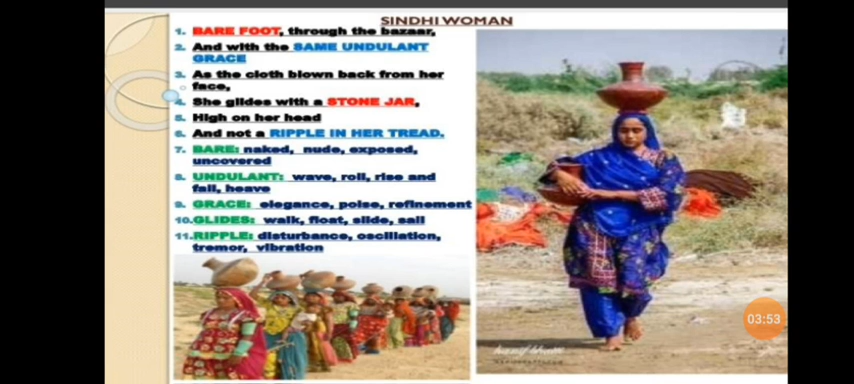 SINDHI WOMAN
1. BARE FOOT, through the bazaar,
2. And with the SAME UNDULANT
GRACE
3. As the cloth blown back from her
face,
4. She glides with a STONE JAR,
5. High on her head
6. And not a RIPPLE IN HER TREAD.
7. BARE: naked, nude, exposed,
uncovered
8. UNDULANT: wave, roll, rise and
fall, heave
9. GRACE: elegance, poise, refinement
10. GLIDES: walk, float, slide, sail
11. RIPPLE: disturbance, oscillation,
tremor, vibration
03:53